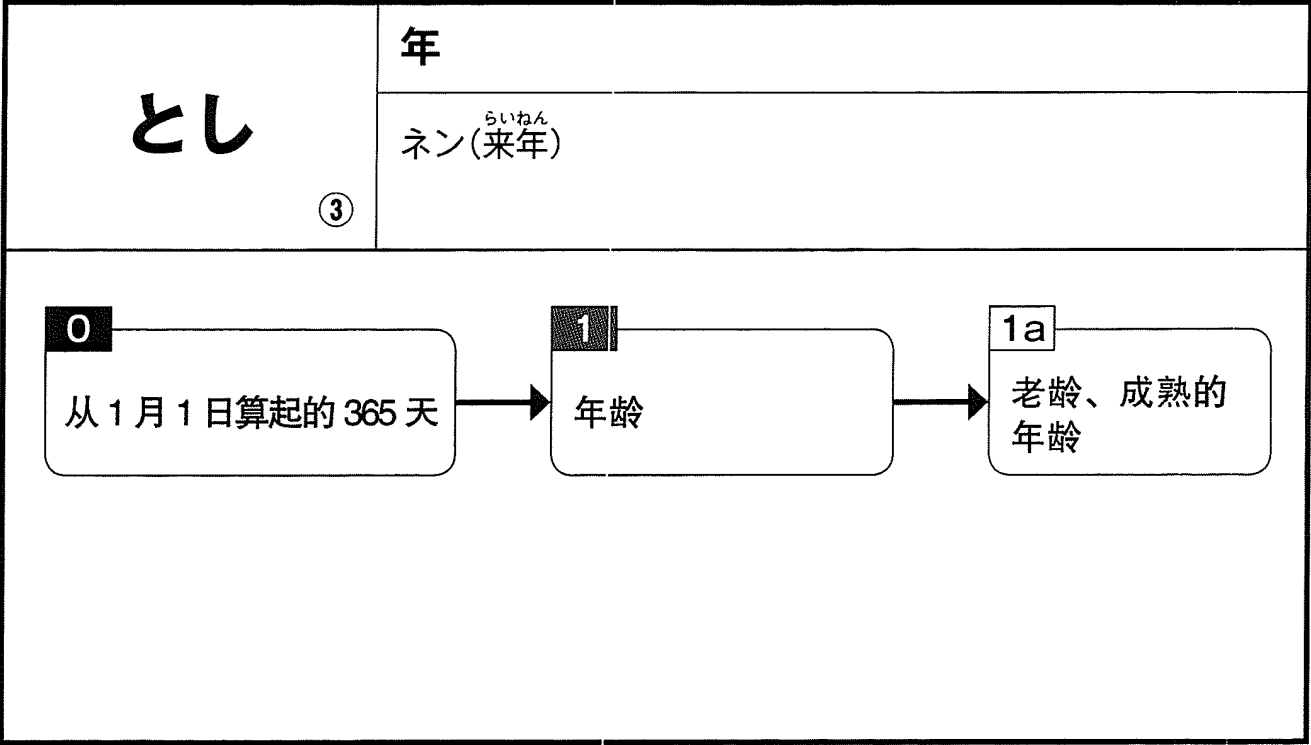 とし
③
年
らいねん
ネン(来年)
0
从1月1日算起的365天
1
年龄
1a
老龄、成熟的
年龄